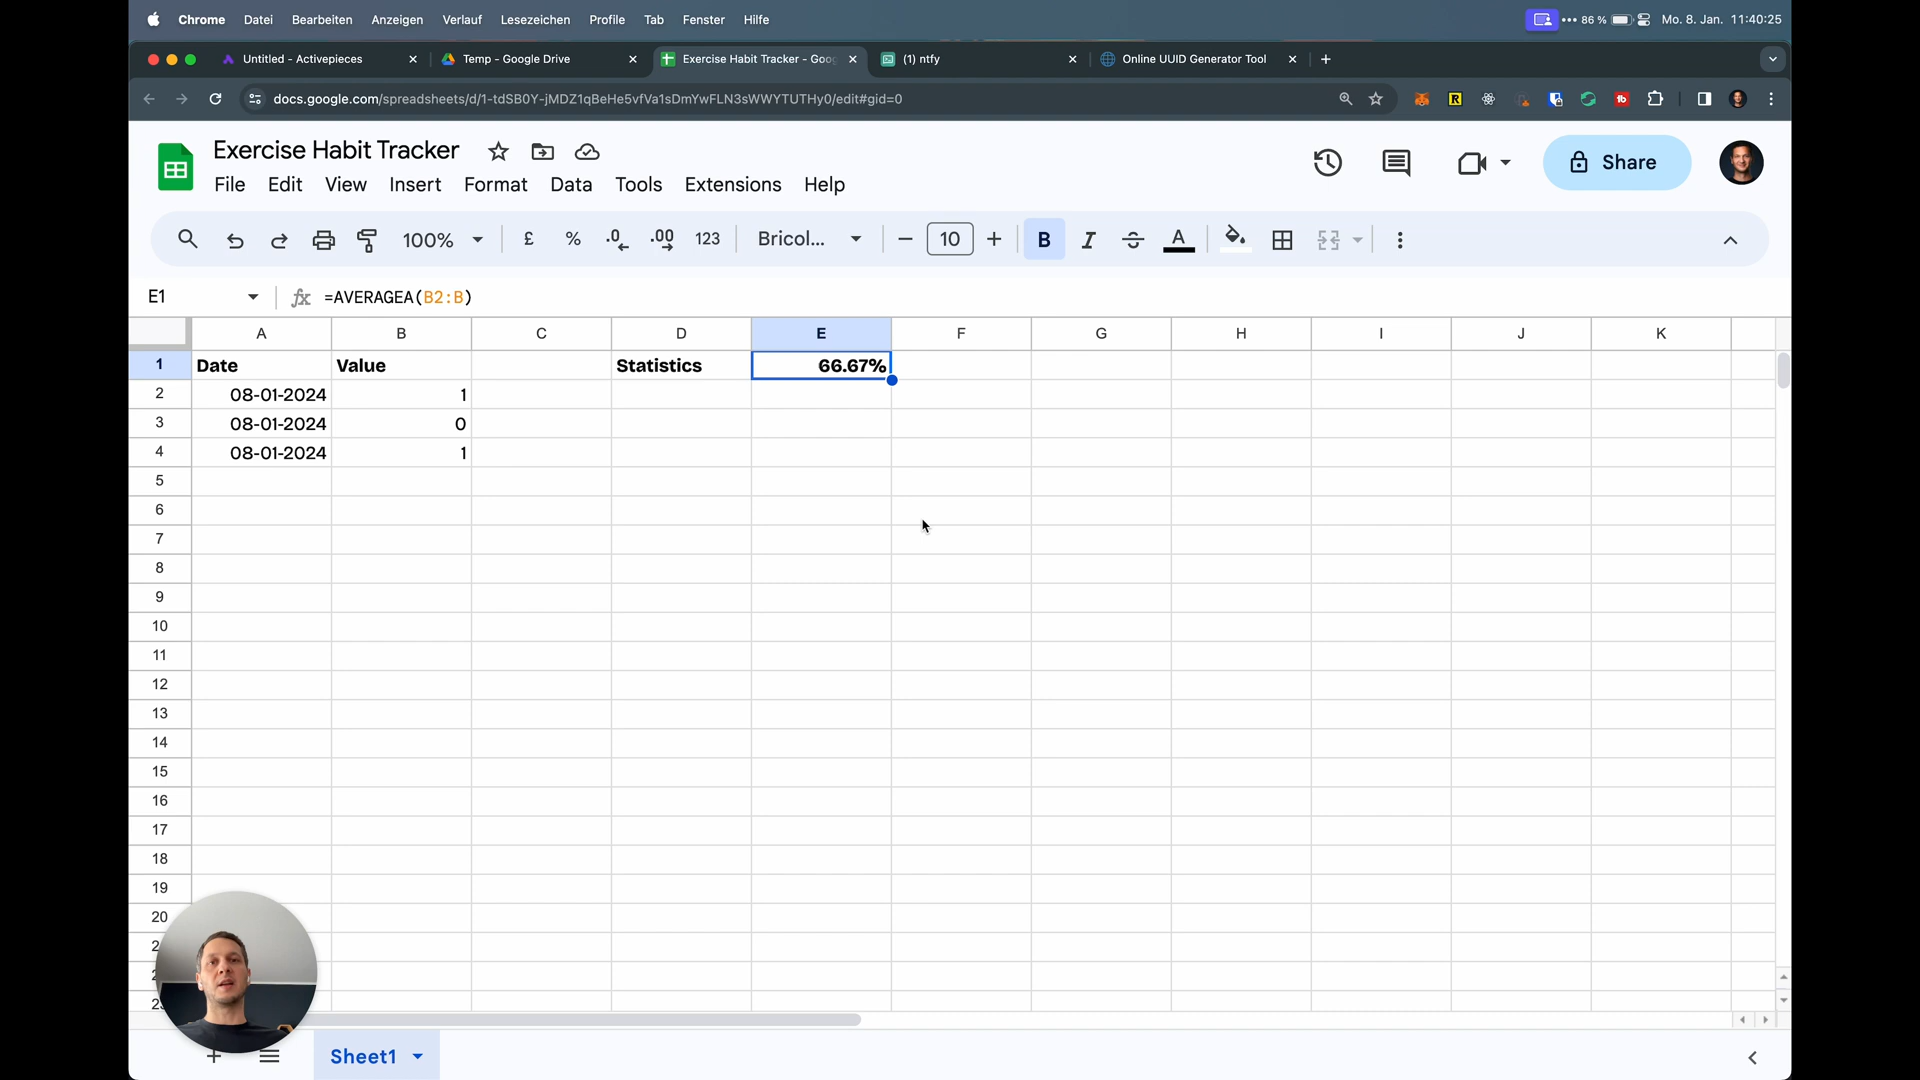 Chrome Datei Bearbeiten Anzeigen Verlauf Lesezeichen Profile Tab Fenster Hilfe 86 % Mo. 8. Jan. 11:40:25
Untitled - Activepieces Temp - Google Drive Exercise Habit Tracker - Goog (1) ntfy Online UUID Generator Tool
docs.google.com/spreadsheets/d/1-tdSB0Y-jMDZ1qBeHe5vfVa1sDmYwFLN3sWWYTUTHy0/edit#gid=0
Exercise Habit Tracker
File Edit View Insert Format Data Tools Extensions Help
Share
100% £ % .0 .00 123 Bricol... 10 B I A
E1 fx =AVERAGEA(B2:B)
A B C D E F G H I J K
1 Date Value Statistics 66.67%
2 08-01-2024 1
3 08-01-2024 0
4 08-01-2024 1
5
6
7
8
9
10
11
12
13
14
15
16
17
18
19
20
Sheet1